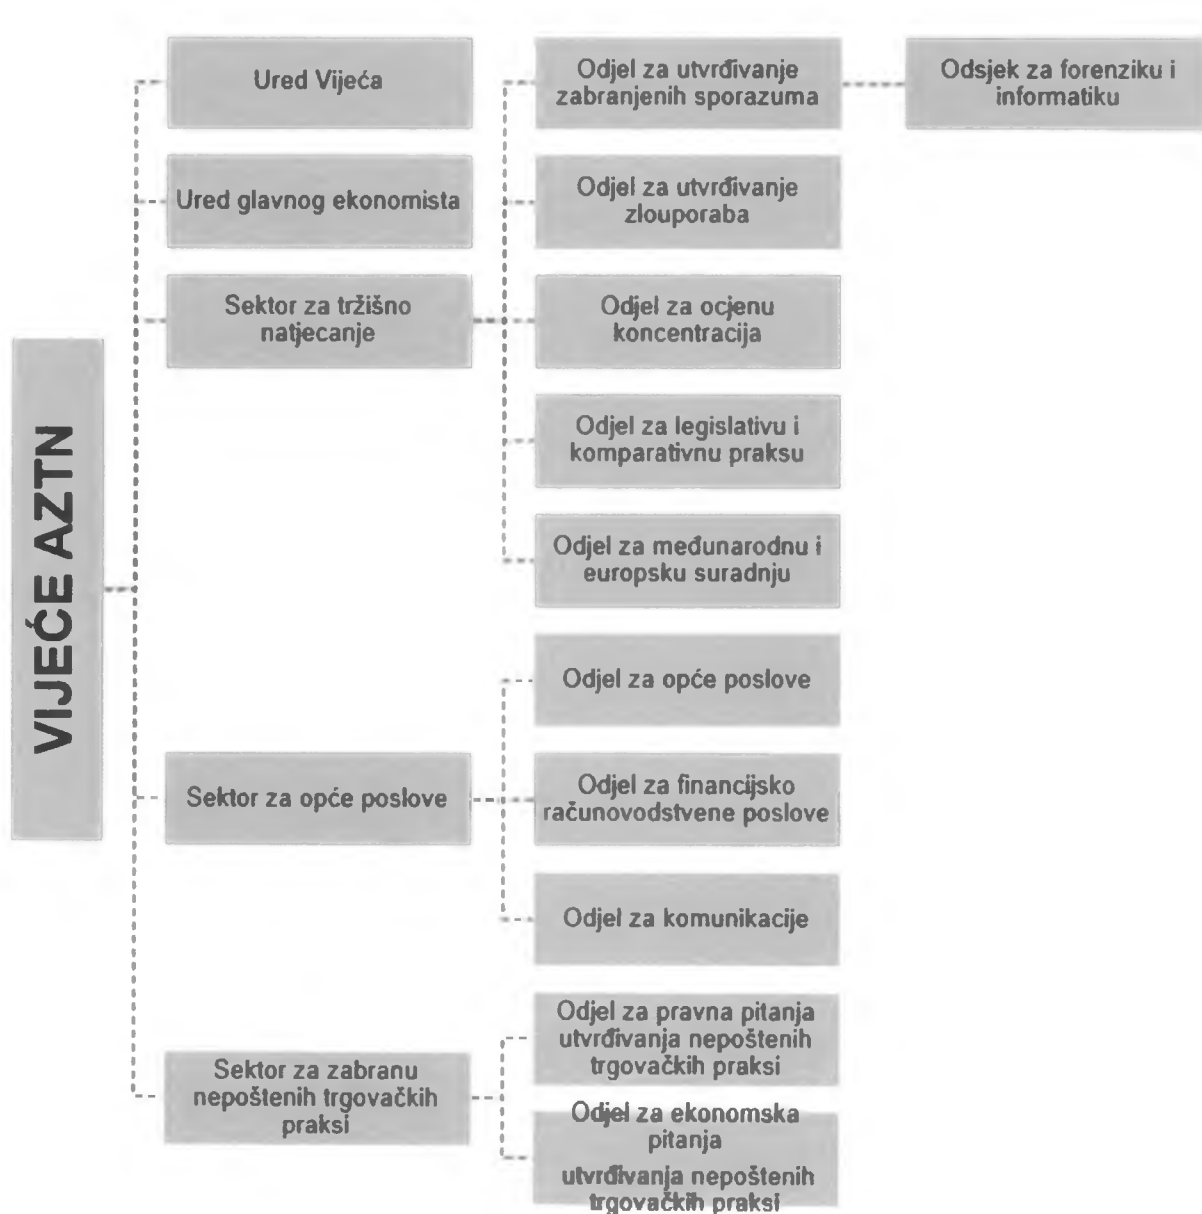 VIJEĆE AZTN
Ured Vijeća
Ured glavnog ekonomista
Sektor za tržišno
natjecanje
Odjel za utvrđivanje
zabranjenih sporazuma
Odsjek za forenziku i
informatiku
Odjel za utvrđivanje
zlouporaba
Odjel za ocjenu
koncentracija
Odjel za legislativu i
komparativnu praksu
Odjel za međunarodnu i
europsku suradnju
Sektor za opće poslove
Odjel za opće poslove
Odjel za financijsko
računovodstvene poslove
Odjel za komunikacije
Sektor za zabranu
nepoštenih trgovačkih
praksi
Odjel za pravna pitanja
utvrđivanja nepoštenih
trgovačkih praksi
Odjel za ekonomska
pitanja
utvrđivanja nepoštenih
trgovačkih praksi